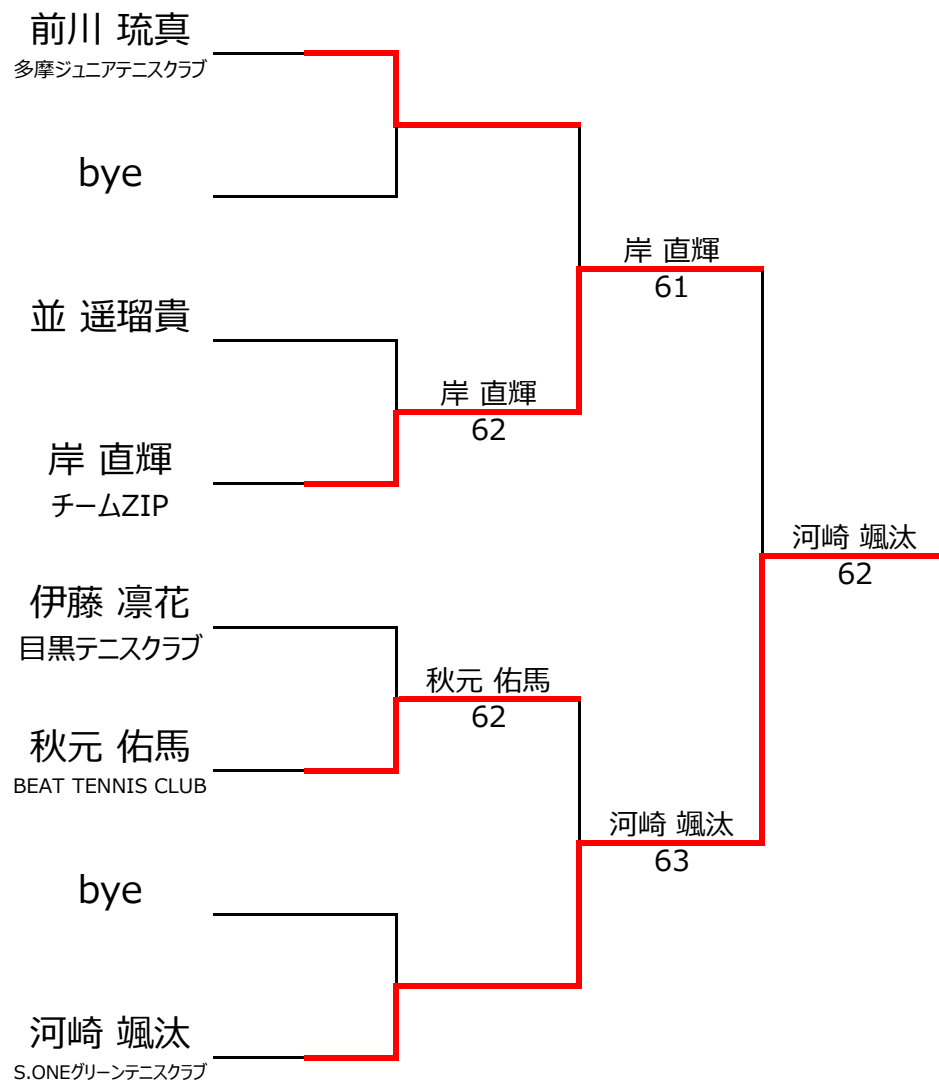 前川 琉真
多摩ジュニアテニスクラブ
bye
並 遥瑠貴
岸 直輝
チームZIP
伊藤 凛花
目黒テニスクラブ
秋元 佑馬
BEAT TENNIS CLUB
bye
河崎 颯汰
S.ONEグリーンテニスクラブ
岸 直輝
62
秋元 佑馬
62
岸 直輝
61
河崎 颯汰
63
河崎 颯汰
62